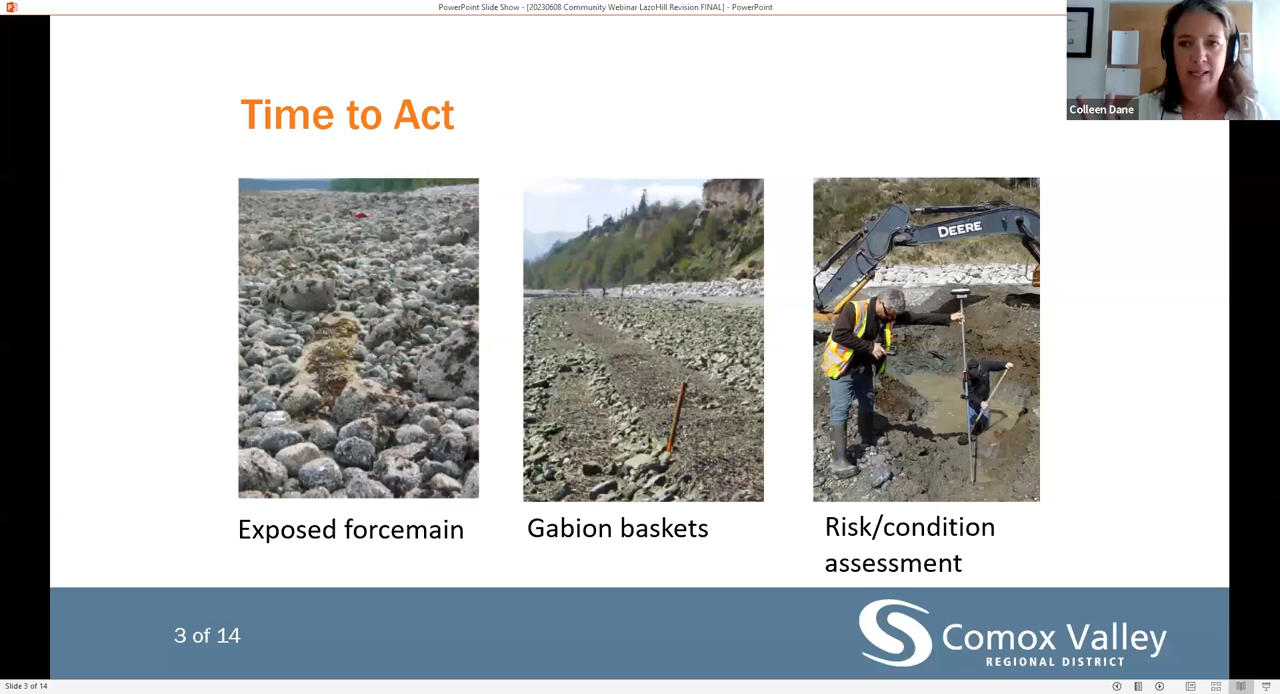 PowerPoint Slide Show - [20230608 Community Webinar LazoHill Revision FINAL] - PowerPoint
Colleen Dane
Time to Act
DEERE
Exposed forcemain
Gabion baskets
Risk/condition
assessment
3 of 14
Comox Valley
REGIONAL DISTRICT
Slide 3 of 14